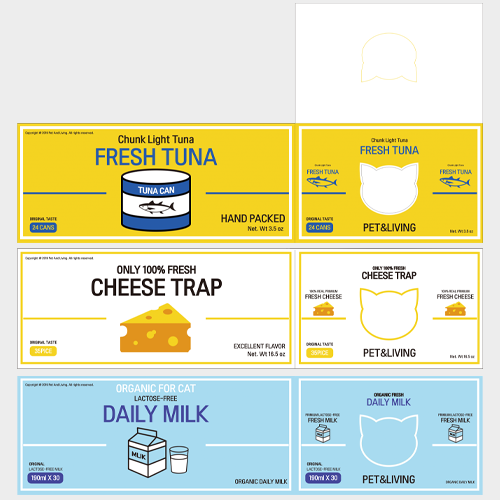 Copyright © 2019 Pet And Living. All rights reserved.
Chunk Light Tuna
FRESH TUNA
TUNA CAN
ORIGINAL TASTE
24 CANS
HAND PACKED
Net. Wt 3.5 oz
Chunk Light Tuna
FRESH TUNA
FRESH TUNA
FRESH TUNA
ORIGINAL TASTE
24 CANS
PET&LIVING
Net. Wt 3.5 oz
Copyright © 2019 Pet And Living. All rights reserved.
ONLY 100% FRESH
CHEESE TRAP
ORIGINAL TASTE
36PICE
EXCELLENT FLAVOR
Net. Wt 16.5 oz
ONLY 100% FRESH
CHEESE TRAP
100% REAL PREMIUM
FRESH CHEESE
100% REAL PREMIUM
FRESH CHEESE
ORIGINAL TASTE
36PICE
PET&LIVING
Net. Wt 16.5 oz
Copyright © 2019 Pet And Living. All rights reserved.
ORGANIC FOR CAT
LACTOSE-FREE
DAILY MILK
MILK
ORIGINAL
LACTOSE-FREE MILK
190ml X 30
ORGANIC DAILY MILK
ORGANIC FRESH
DAILY MILK
PREMIUM LACTOSE-FREE
FRESH MILK
PREMIUM LACTOSE-FREE
FRESH MILK
ORIGINAL
LACTOSE-FREE MILK
190ml X 30
PET&LIVING
ORGANIC DAILY MILK